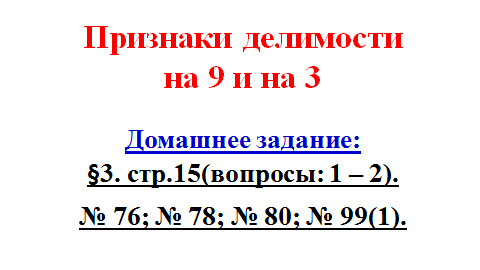 Признаки делимости
на 9 и на 3
Домашнее задание:
§3. стр.15(вопросы: 1 – 2).
№ 76; № 78; № 80; № 99(1).